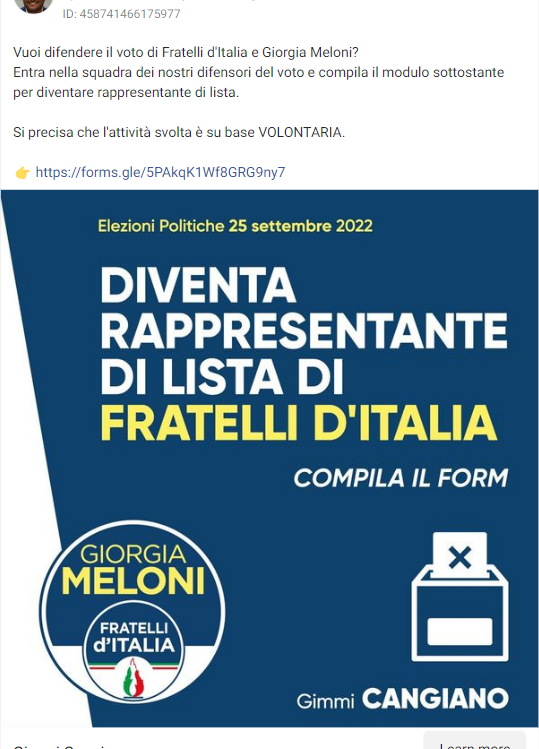 ID: 458741466175977
Vuoi difendere il voto di Fratelli d'Italia e Giorgia Meloni?
Entra nella squadra dei nostri difensori del voto e compila il modulo sottostante
per diventare rappresentante di lista.
Si precisa che l'attività svolta è su base VOLONTARIA.
👉 https://forms.gle/5PAkqK1Wf8GRG9ny7
Elezioni Politiche 25 settembre 2022
DIVENTA
RAPPRESENTANTE
DI LISTA DI
FRATELLI D'ITALIA
COMPILA IL FORM
GIORGIA
MELONI
FRATELLI
d'ITALIA
Gimmi CANGIANO
Learn more